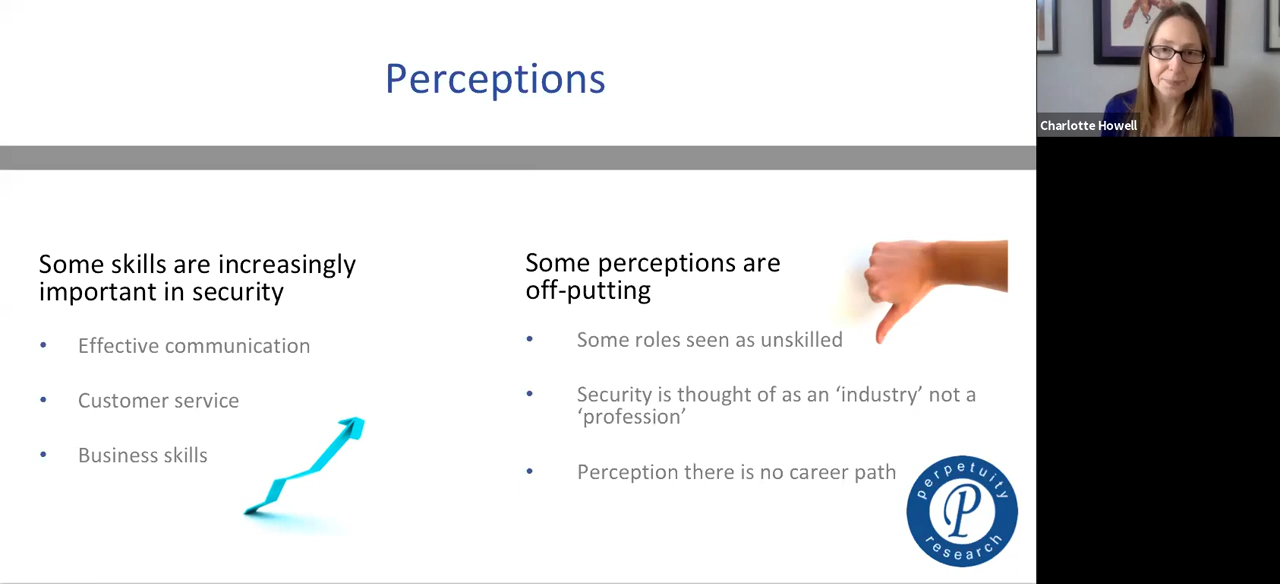 Perceptions
Charlotte Howell
Some skills are increasingly
important in security
• Effective communication
• Customer service
• Business skills
Some perceptions are
off-putting
• Some roles seen as unskilled
• Security is thought of as an ‘industry’ not a
‘profession’
• Perception there is no career path
perpetuity
P
research